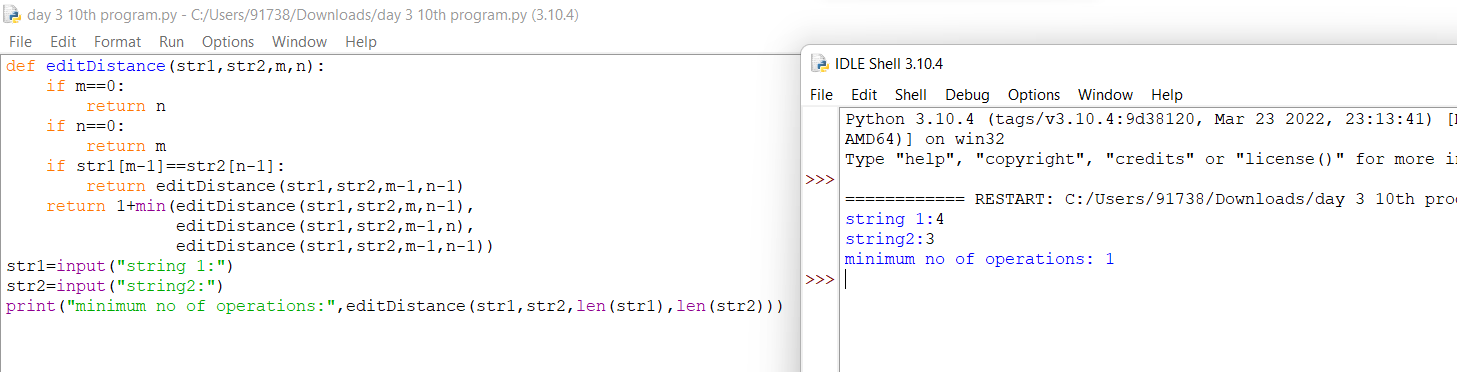 day 3 10th program.py - C:/Users/91738/Downloads/day 3 10th program.py (3.10.4)
File Edit Format Run Options Window Help
def editDistance(str1,str2,m,n):
    if m==0:
        return n
    if n==0:
        return m
    if str1[m-1]==str2[n-1]:
        return editDistance(str1,str2,m-1,n-1)
    return 1+min(editDistance(str1,str2,m,n-1),
                 editDistance(str1,str2,m-1,n),
                 editDistance(str1,str2,m-1,n-1))
str1=input("string 1:")
str2=input("string2:")
print("minimum no of operations:",editDistance(str1,str2,len(str1),len(str2)))
IDLE Shell 3.10.4
File Edit Shell Debug Options Window Help
Python 3.10.4 (tags/v3.10.4:9d38120, Mar 23 2022, 23:13:41) [
AMD64)] on win32
Type "help", "copyright", "credits" or "license()" for more
>>>
============ RESTART: C:/Users/91738/Downloads/day 3 10th
string 1:4
string2:3
minimum no of operations: 1
>>>